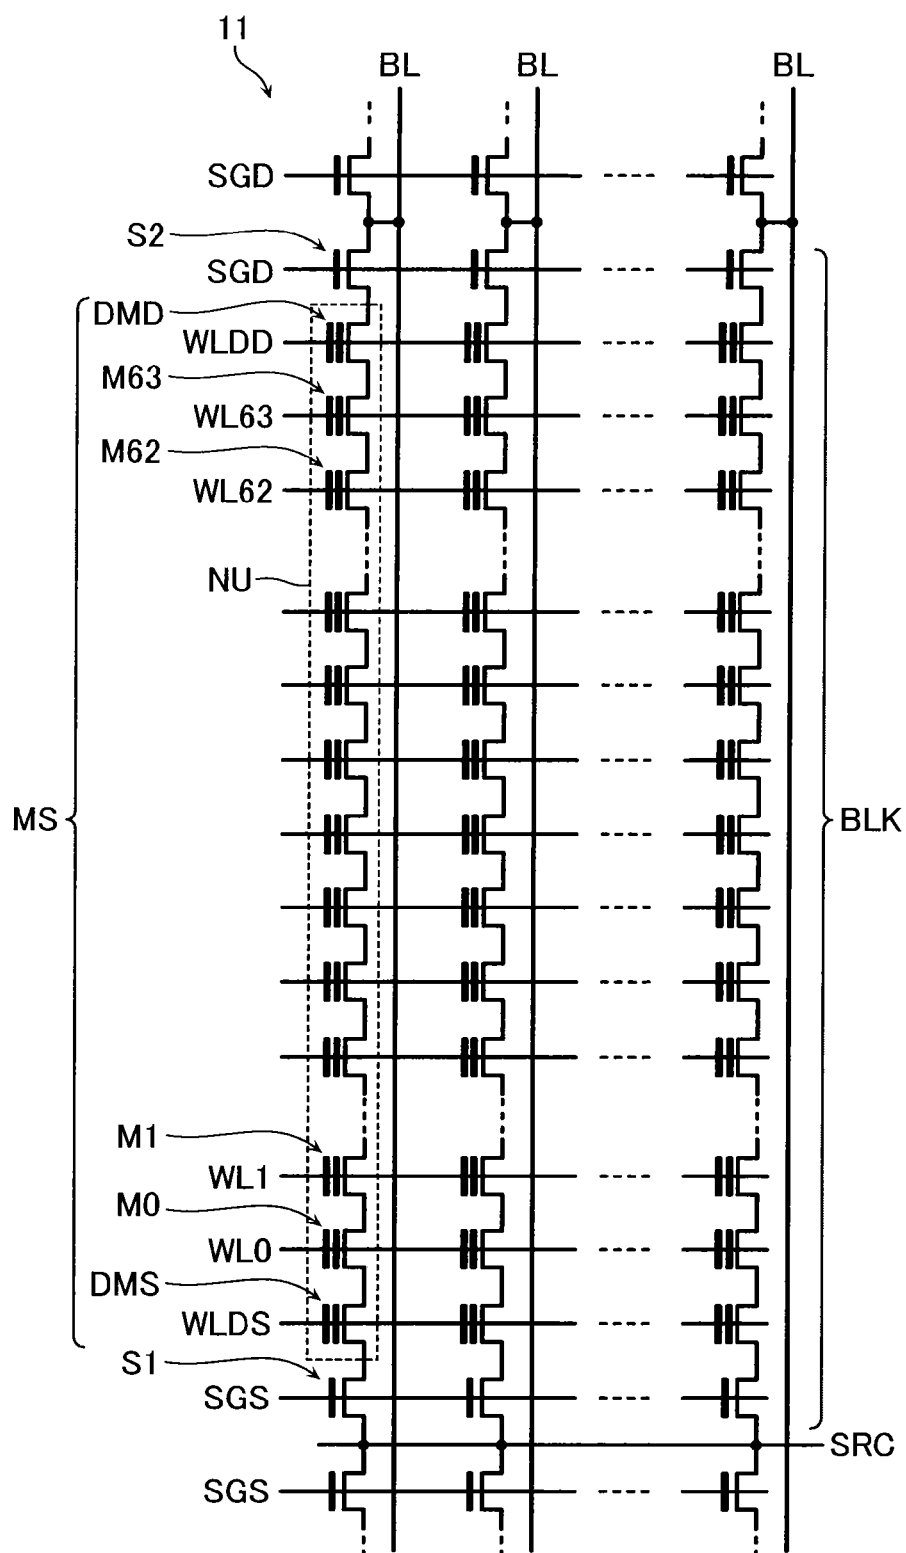 11
BL BL BL
SGD
S2
SGD
DMD
WLDD
M63
WL63
M62
WL62
NU
MS
BLK
M1
WL1
M0
WL0
DMS
WLDS
S1
SGS
SRC
SGS